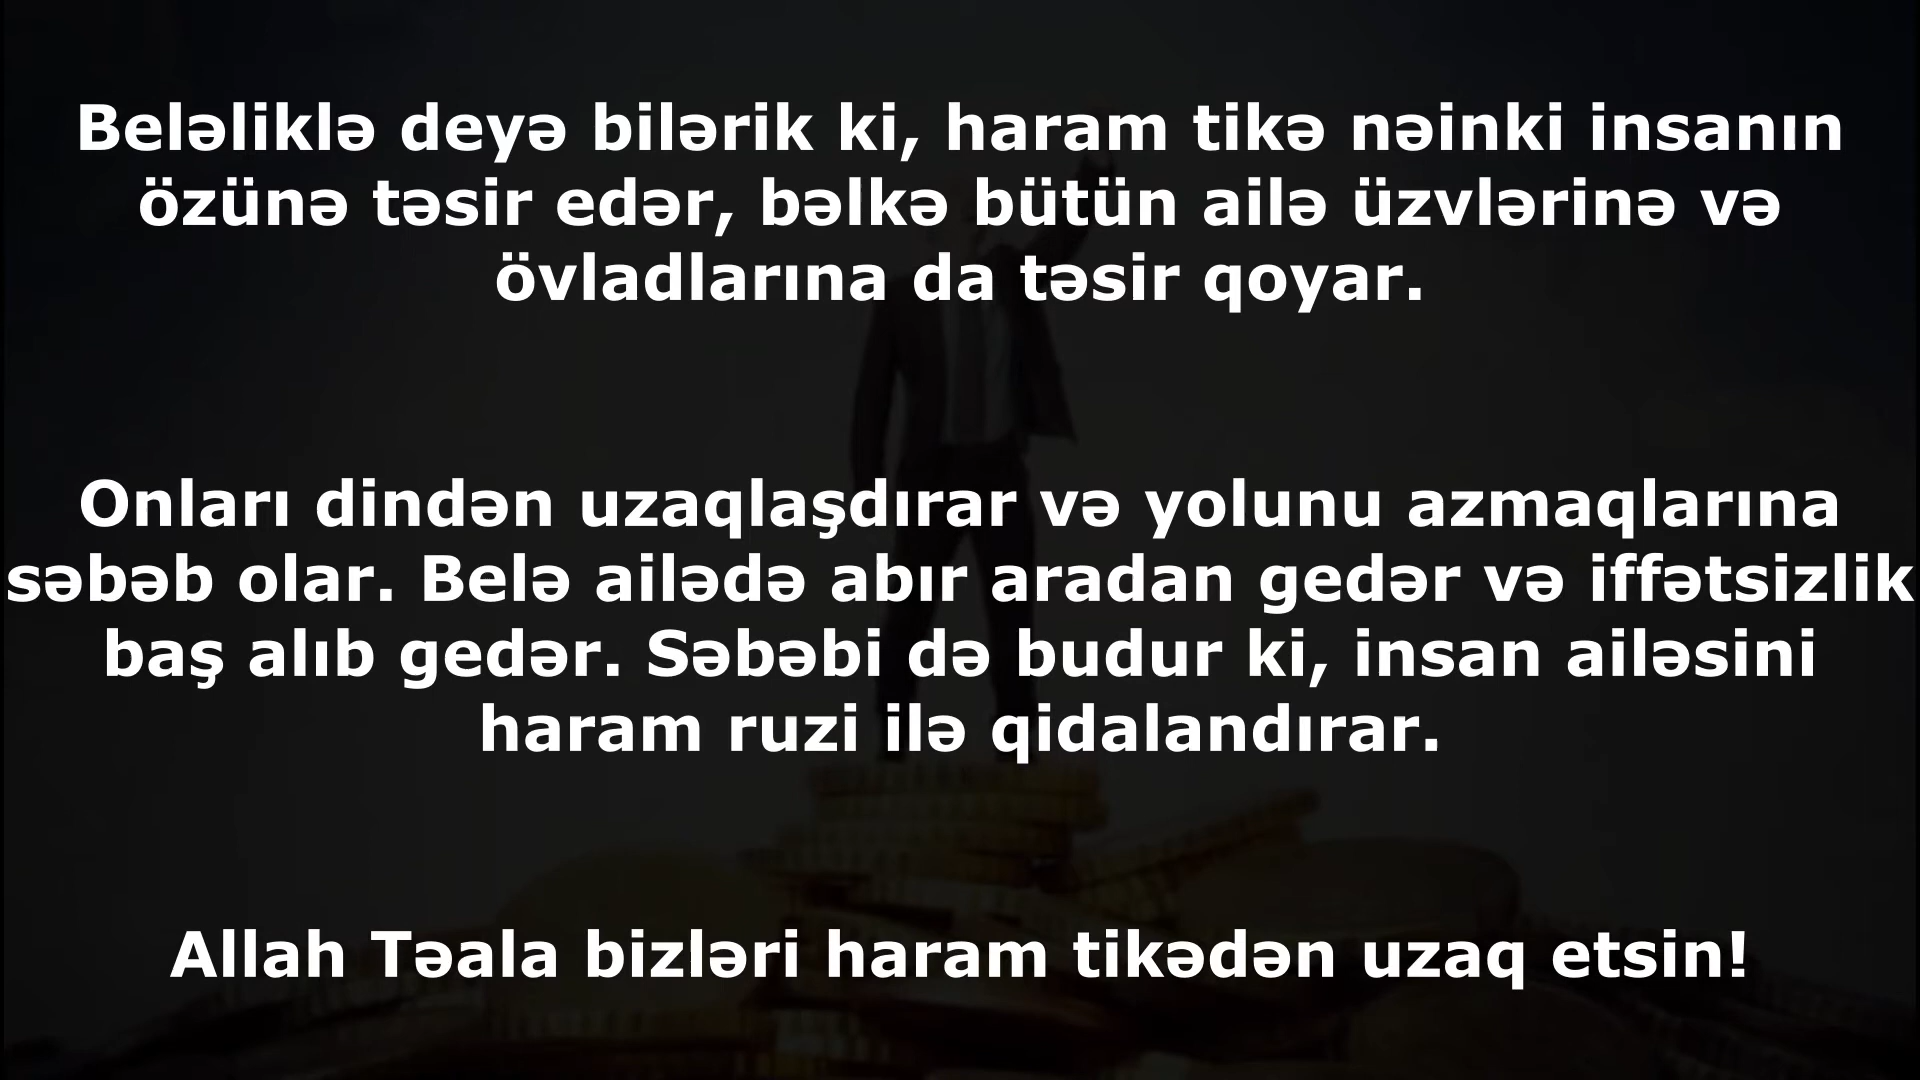 Beləliklə deyə bilərik ki, haram tikə nəinki insanın
özünə təsir edər, bəlkə bütün ailə üzvlərinə və
övladlarına da təsir qoyar.
Onları dindən uzaqlaşdırar və yolunu azmaqlarına
səbəb olar. Belə ailədə abır aradan gedər və iffətsizlik
baş alıb gedər. Səbəbi də budur ki, insan ailəsini
haram ruzi ilə qidalandırar.
Allah Təala bizləri haram tikədən uzaq etsin!